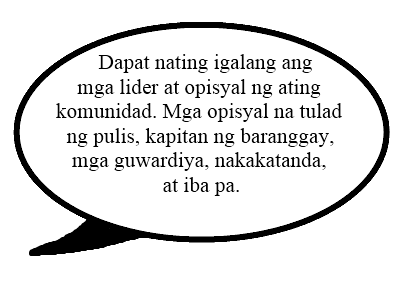 Dapat nating igalang ang
mga lider at opisyal ng ating
komunidad. Mga opisyal na tulad
ng pulis, kapitan ng baranggay,
mga guwardiya, nakakatanda,
at iba pa.